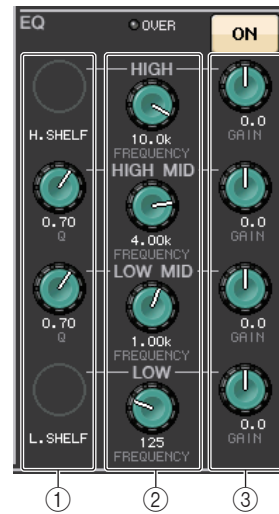 EQ OVER ON
HIGH
H.SHELF 10.0k 0.0
FREQUENCY GAIN
HIGH MID
0.70 4.00k 0.0
Q FREQUENCY GAIN
LOW MID
0.70 1.00k 0.0
Q FREQUENCY GAIN
LOW
L.SHELF 125 0.0
FREQUENCY GAIN
① ② ③